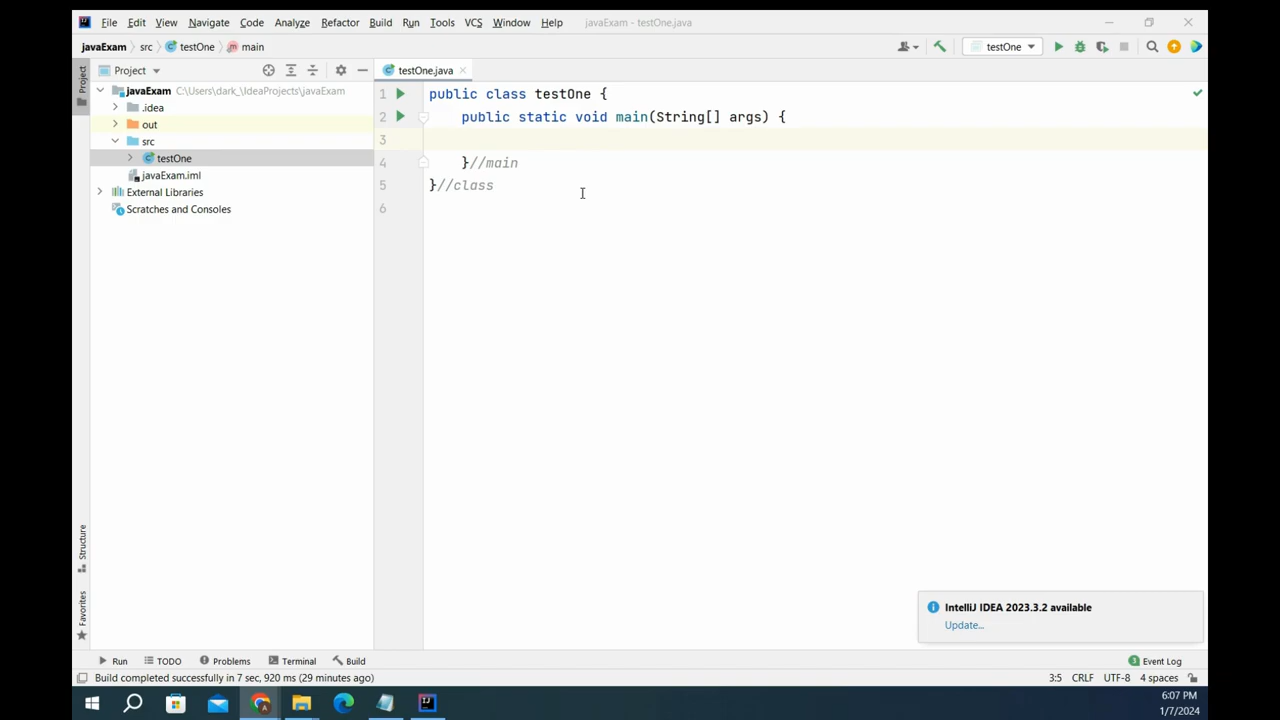 File Edit View Navigate Code Analyze Refactor Build Run Tools VCS Window Help javaExam - testOne.java
javaExam src testOne main testOne
Project
testOne.java
Project
javaExam C:\Users\dark_\IdeaProjects\javaExam
.idea
out
src
testOne
javaExam.iml
External Libraries
Scratches and Consoles
1 public class testOne {
2 public static void main(String[] args) {
3
4 }//main
5 }//class
6
Structure
Favorites
IntelliJ IDEA 2023.3.2 available
Update...
Run TODO Problems Terminal Build 3 Event Log
Build completed successfully in 7 sec, 920 ms (29 minutes ago) 3:5 CRLF UTF-8 4 spaces
6:07 PM
1/7/2024